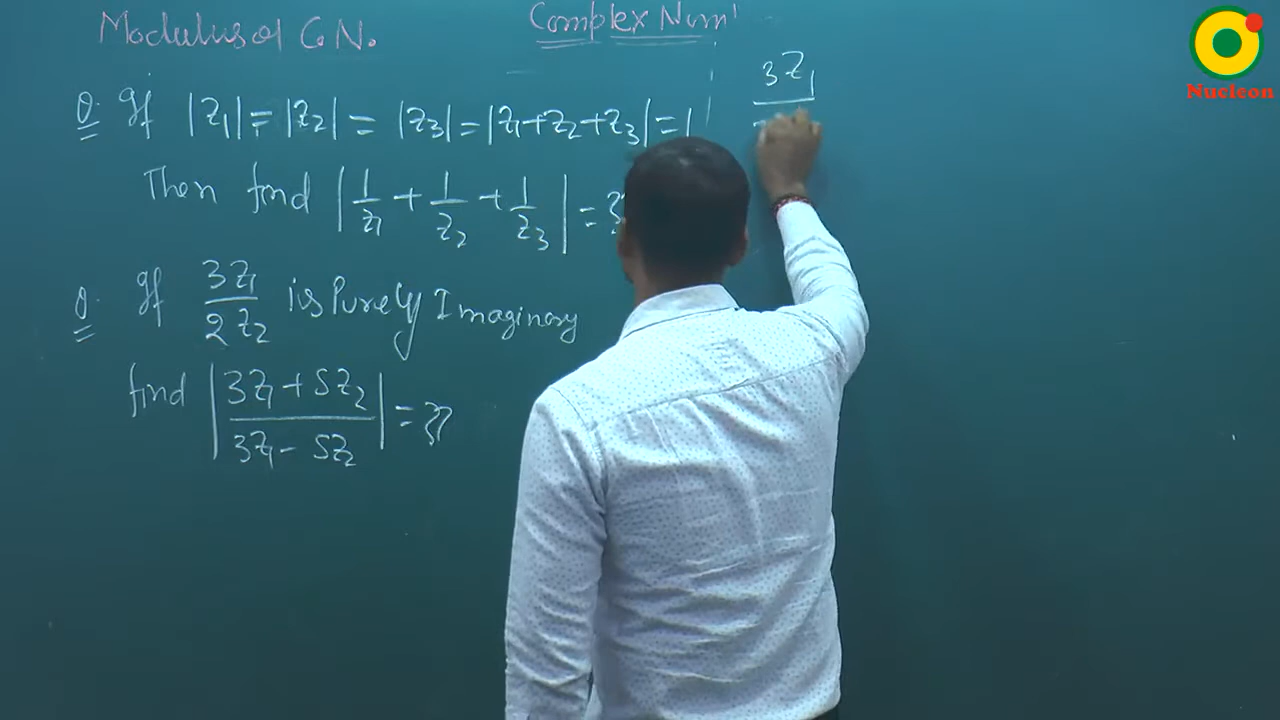 Modulus of C.N.
Complex Num
Q. If |z₁| = |z₂| = |z₃| = |z₁+z₂+z₃| = 1
Then find |1/z₁ + 1/z₂ + 1/z₃| = ?
Q. If 3z₁/2z₂ is Purely Imaginary
find |3z₁+5z₂/3z₁-5z₂| = ?
3z₁
Nucleon